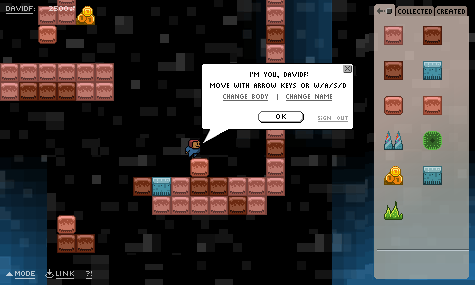 DAVIDF: 25000
COLLECTED CREATED
I'M YOU, DAVIDF!
MOVE WITH ARROW KEYS OR W/A/S/D
CHANGE BODY | CHANGE NAME
OK
SIGN OUT
MODE LINK ?!